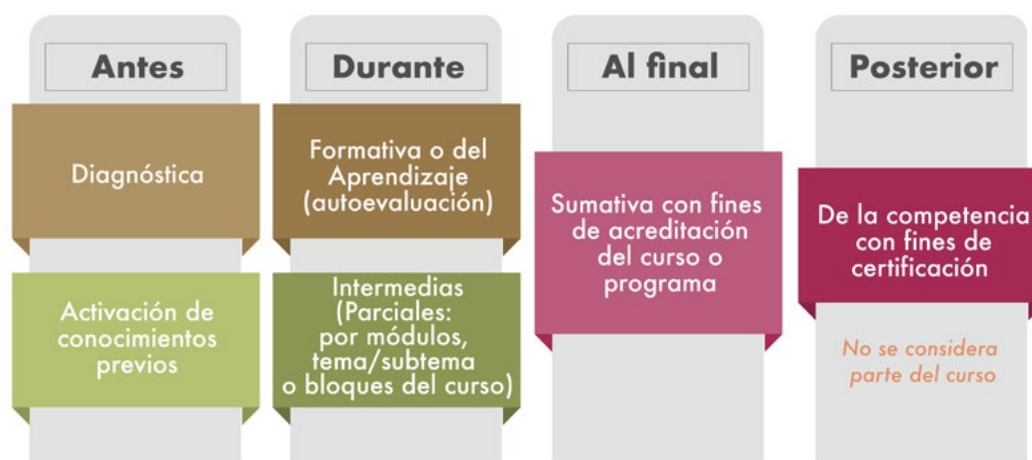 Antes
Diagnóstica
Activación de
conocimientos
previos
Durante
Formativa o del
Aprendizaje
(autoevaluación)
Intermedias
(Parciales:
por módulos,
tema/subtema
o bloques del curso)
Al final
Sumativa con fines
de acreditación
del curso o
programa
Posterior
De la competencia
con fines de
certificación
No se considera
parte del curso